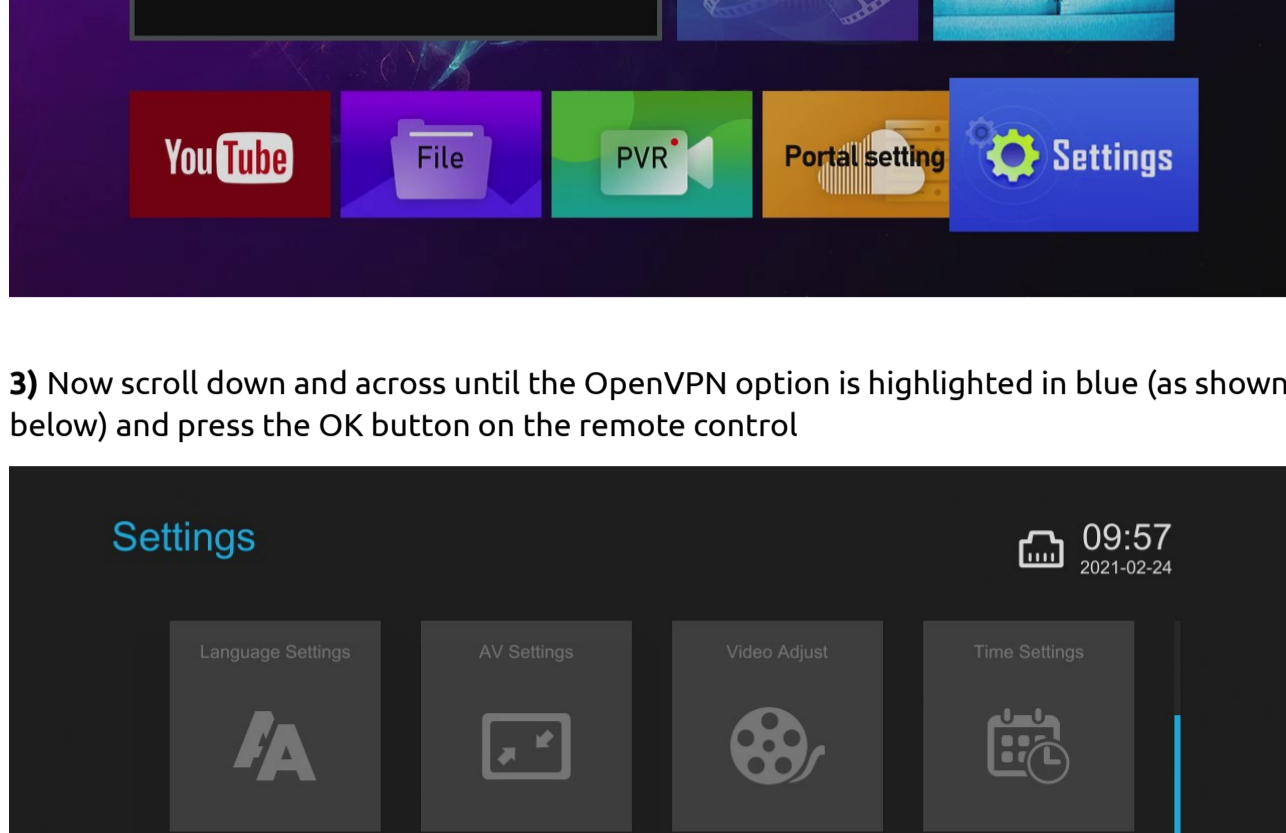 YouTube
File
PVR
Portal setting
Settings
3) Now scroll down and across until the OpenVPN option is highlighted in blue (as shown
below) and press the OK button on the remote control
Settings
09:57
2021-02-24
Language Settings
AV Settings
Video Adjust
Time Settings